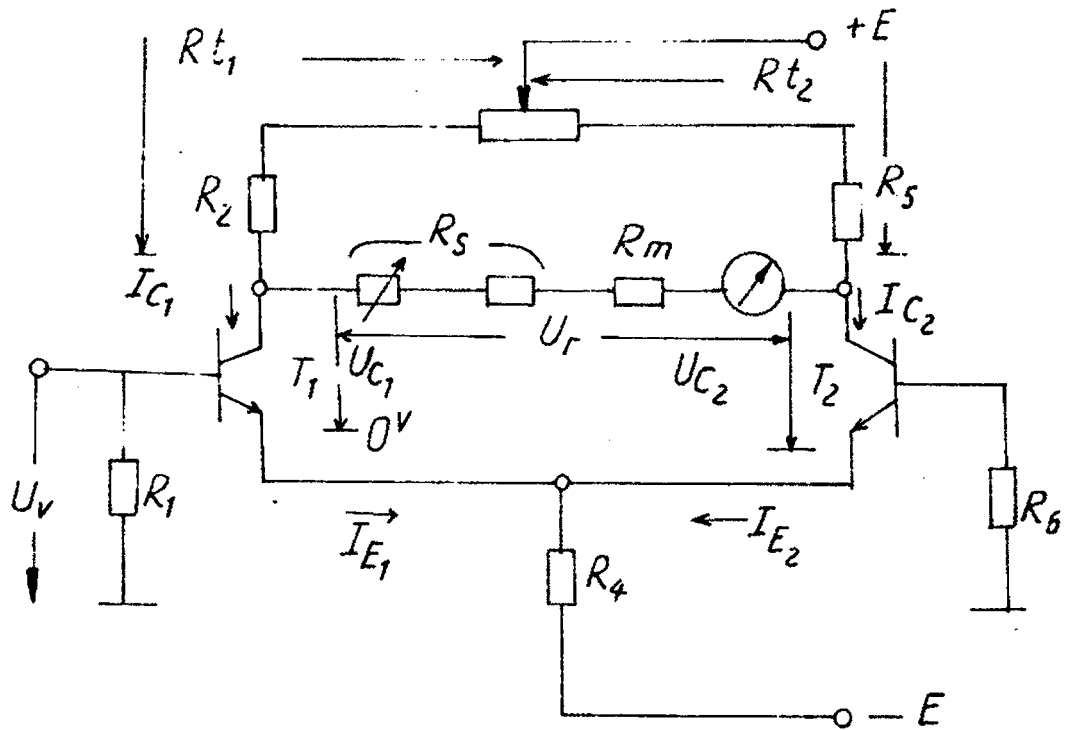 +E
Rt1
Rt2
R2
R5
Rs
Rm
IC1
IC2
Ur
T1
UC1
UC2
T2
0v
Uv
R1
IE1
IE2
R6
R4
— E